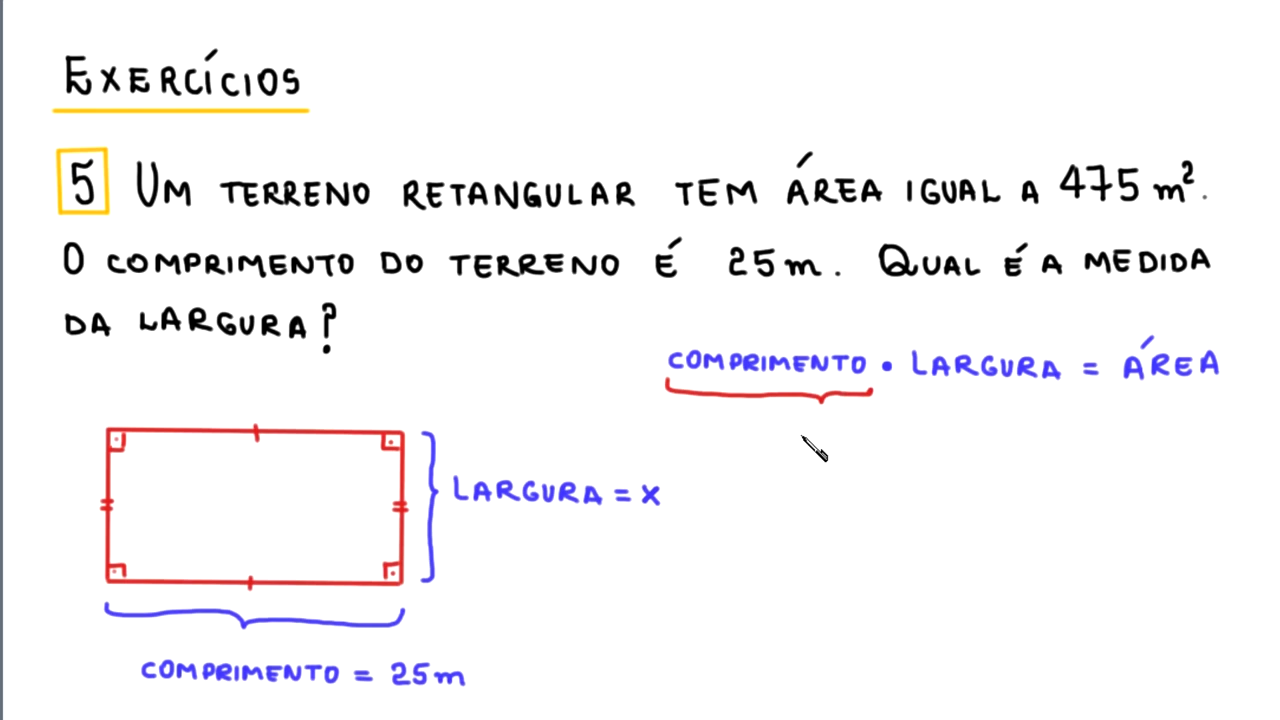 EXERCÍCIOS
5 UM TERRENO RETANGULAR TEM ÁREA IGUAL A 475 m².
O COMPRIMENTO DO TERRENO É 25m. QUAL É A MEDIDA
DA LARGURA?
COMPRIMENTO • LARGURA = ÁREA
LARGURA = X
COMPRIMENTO = 25m